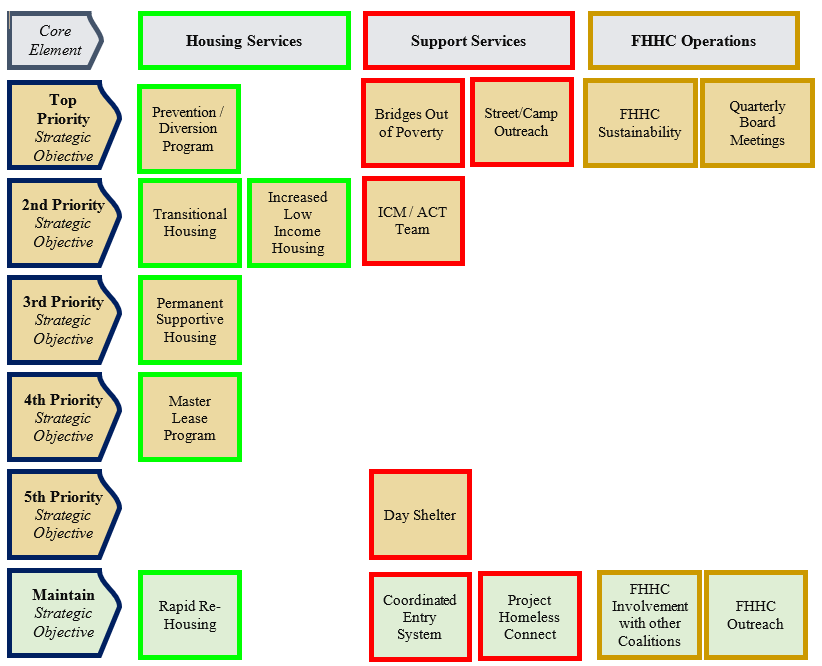 Core
Element
Housing Services
Support Services
FHHC Operations
Top
Priority
Strategic
Objective
Prevention /
Diversion
Program
Bridges Out
of Poverty
Street/Camp
Outreach
FHHC
Sustainability
Quarterly
Board
Meetings
2nd Priority
Strategic
Objective
Transitional
Housing
Increased
Low
Income
Housing
ICM / ACT
Team
3rd Priority
Strategic
Objective
Permanent
Supportive
Housing
4th Priority
Strategic
Objective
Master
Lease
Program
5th Priority
Strategic
Objective
Day Shelter
Maintain
Strategic
Objective
Rapid Re-
Housing
Coordinated
Entry
System
Project
Homeless
Connect
FHHC
Involvement
with other
Coalitions
FHHC
Outreach